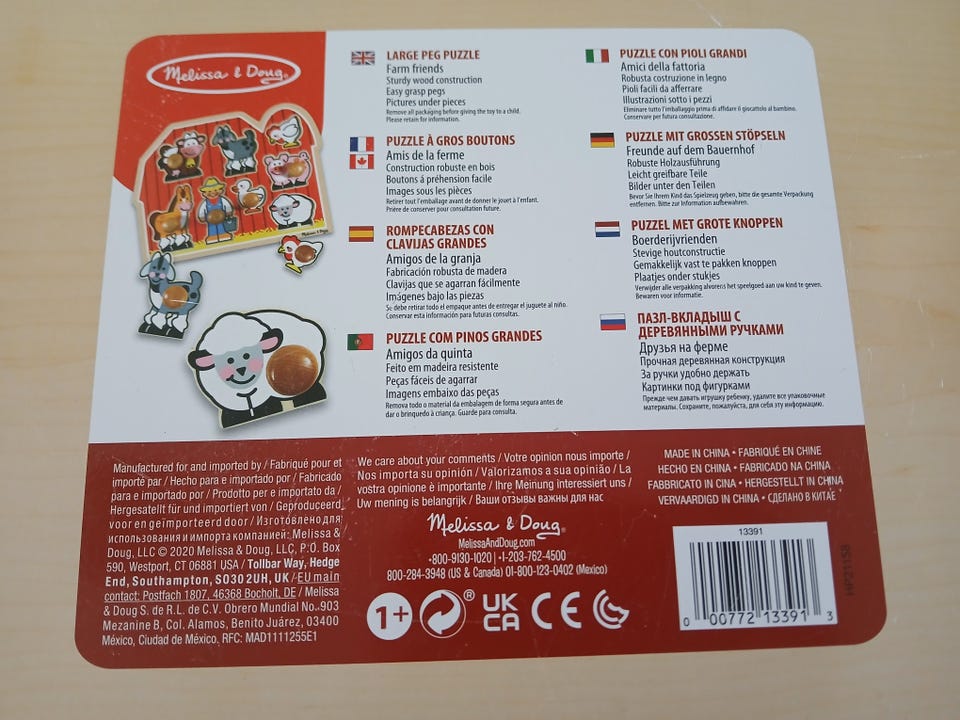 Melissa & Doug®
LARGE PEG PUZZLE
Farm friends
Sturdy wood construction
Easy grasp pegs
Pictures under pieces
Remove all packaging before giving the toy to a child.
Please retain for information.
PUZZLE À GROS BOUTONS
Amis de la ferme
Construction robuste en bois
Boutons à préhension facile
Images sous les pièces
Retirer tout l'emballage avant de donner le jouet à l'enfant.
Prière de conserver pour consultation future.
ROMPECABEZAS CON
CLAVIJAS GRANDES
Amigos de la granja
Fabricación robusta de madera
Clavijas que se agarran fácilmente
Imágenes bajo las piezas
Se debe retirar todo el empaque antes de entregar el juguete al niño.
Conservar esta información para futuras consultas.
PUZZLE COM PINOS GRANDES
Amigos da quinta
Feito em madeira resistente
Peças fáceis de agarrar
Imagens embaixo das peças
Remova todo o material da embalagem de forma segura antes de
dar o brinquedo à criança. Guarde para consulta.
PUZZLE CON PIOLI GRANDI
Amici della fattoria
Robusta costruzione in legno
Pioli facili da afferrare
Illustrazioni sotto i pezzi
Eliminare tutto l'imballaggio prima di affidare il giocattolo al bambino.
Conservare per futura consultazione.
PUZZLE MIT GROSSEN STÖPSELN
Freunde auf dem Bauernhof
Robuste Holzausführung
Leicht greifbare Teile
Bilder unter den Teilen
Bevor Sie Ihrem Kind das Spielzeug geben, bitte die gesamte Verpackung
entfernen. Bitte zur Information aufbewahren.
PUZZEL MET GROTE KNOPPEN
Boerderijvrienden
Stevige houtconstructie
Gemakkelijk vast te pakken knoppen
Plaatjes onder stukjes
Verwijder alle verpakking alvorens het speelgoed aan uw kind te geven.
Bewaren voor informatie.
ПАЗЛ-ВКЛАДЫШ С
ДЕРЕВЯННЫМИ РУЧКАМИ
Друзья на ферме
Прочная деревянная конструкция
За ручки удобно держать
Картинки под фигурками
Прежде чем давать игрушку ребенку, удалите все упаковочные
материалы. Сохраните, пожалуйста, для себя эту информацию.
Melissa & Doug
Manufactured for and imported by / Fabriqué pour et
importé par / Hecho para e importado por / Fabricado
para e importado por / Prodotto per e importato da /
Hergesatellt für und importiert von / Geproduceerd
voor en geïmporteerd door / Изготовлено для
использования и импорта компанией: Melissa &
Doug, LLC © 2020 Melissa & Doug, LLC, P.O. Box
590, Westport, CT 06881 USA / Tollbar Way, Hedge
End, Southampton, SO30 2UH, UK / EU main
contact: Postfach 1807, 46368 Bocholt, DE / Melissa
& Doug S de R.L. de C.V. Obrero Mundial No. 903
Mezanine B, Col. Alamos, Benito Juárez, 03400
México, Ciudad de México. RFC: MAD1111255E1
We care about your comments / Votre opinion nous importe /
Nos importa su opinión / Valorizamos a sua opinião / La
vostra opinione è importante / Ihre Meinung interessiert uns /
Uw mening is belangrijk / Ваши отзывы важны для нас
Melissa & Doug®
MelissaAndDoug.com
+800-9130-1020 | +1-203-762-4500
800-284-3948 (US & Canada) 01-800-123-0402 (Mexico)
1+ ® UK CA CE
MADE IN CHINA • FABRIQUÉ EN CHINE
HECHO EN CHINA • FABRICADO NA CHINA
FABBRICATO IN CINA • HERGESTELLT IN CHINA
VERVAARDIGD IN CHINA • СДЕЛАНО В КИТАЕ
13391
0 00772 13391 3
HP21158